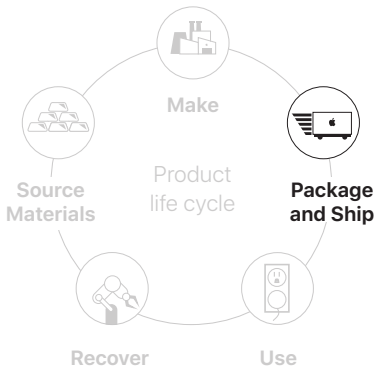 Make
Source
Materials
Product
life cycle
Package
and Ship
Recover
Use